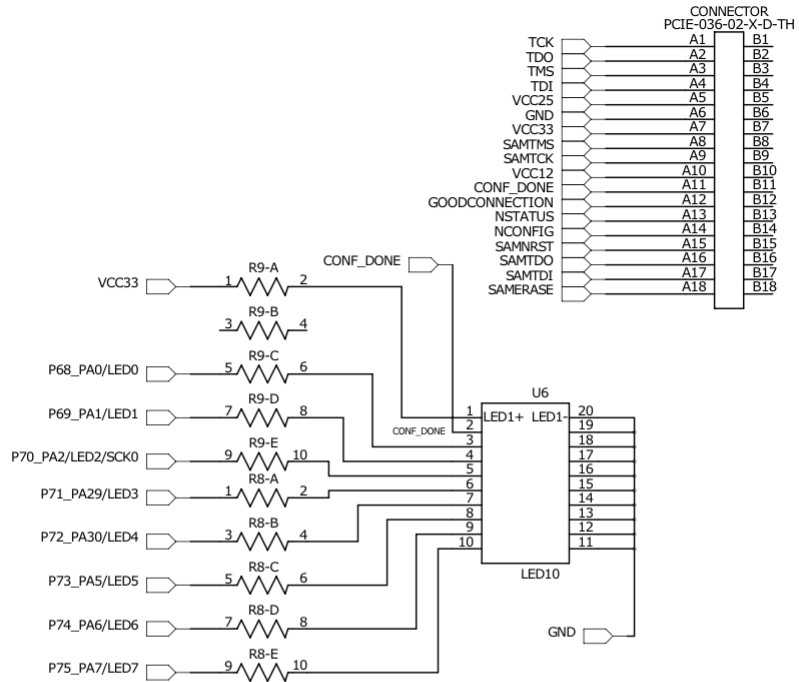 CONNECTOR
PCIE-036-02-X-D-TH
TCK A1 B1
TDO A2 B2
TMS A3 B3
TDI A4 B4
VCC25 A5 B5
GND A6 B6
VCC33 A7 B7
SAMTMS A8 B8
SAMTCK A9 B9
VCC12 A10 B10
CONF_DONE A11 B11
GOODCONNECTION A12 B12
NSTATUS A13 B13
NCONFIG A14 B14
SAMNRST A15 B15
SAMTDO A16 B16
SAMTDI A17 B17
SAMERASE A18 B18
CONF_DONE
R9-A
VCC33 1 2
R9-B
3 4
R9-C
P68_PA0/LED0 5 6
R9-D
P69_PA1/LED1 7 8
R9-E
P70_PA2/LED2/SCK0 9 10
R8-A
P71_PA29/LED3 1 2
R8-B
P72_PA30/LED4 3 4
R8-C
P73_PA5/LED5 5 6
R8-D
P74_PA6/LED6 7 8
R8-E
P75_PA7/LED7 9 10
U6
1 LED1+ LED1- 20
CONF_DONE 2 19
3 18
4 17
5 16
6 15
7 14
8 13
9 12
10 11
LED10
GND